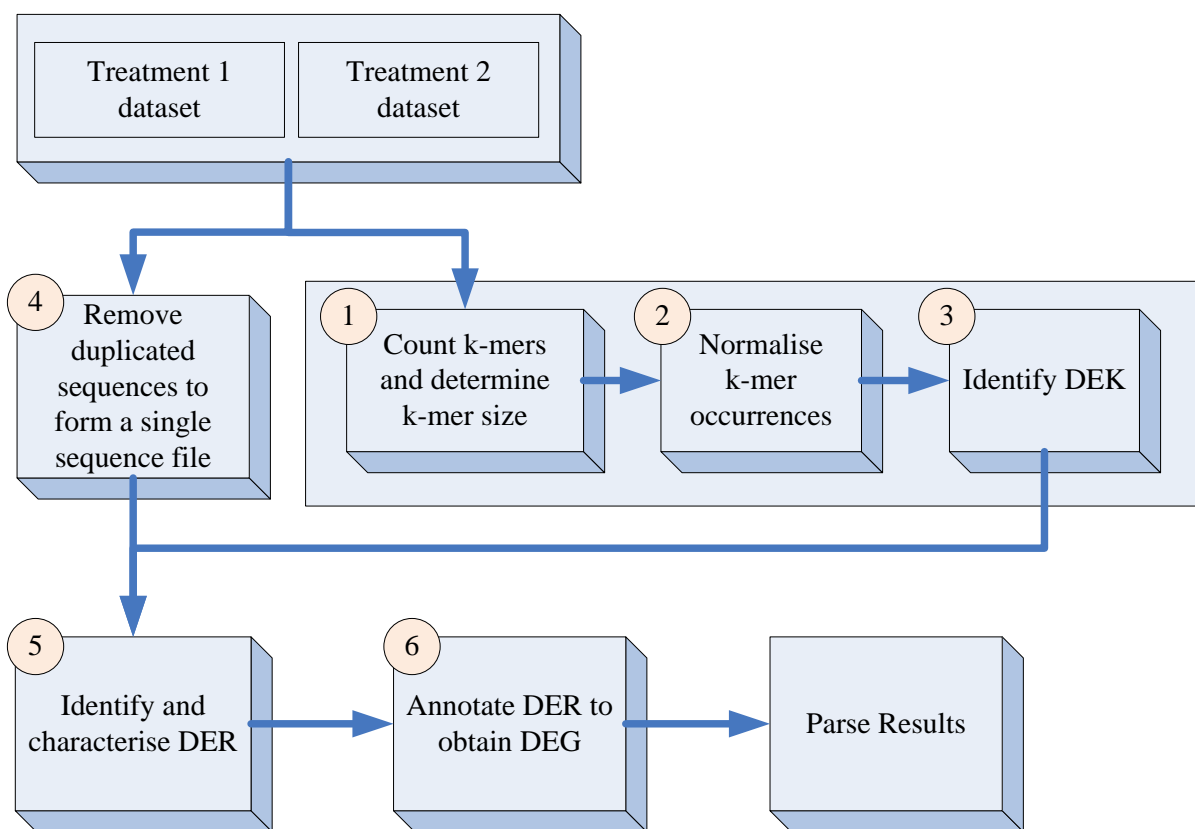 Treatment 1
dataset
Treatment 2
dataset
4
Remove
duplicated
sequences to
form a single
sequence file
1
Count k-mers
and determine
k-mer size
2
Normalise
k-mer
occurrences
3
Identify DEK
5
Identify and
characterise DER
6
Annotate DER to
obtain DEG
Parse Results